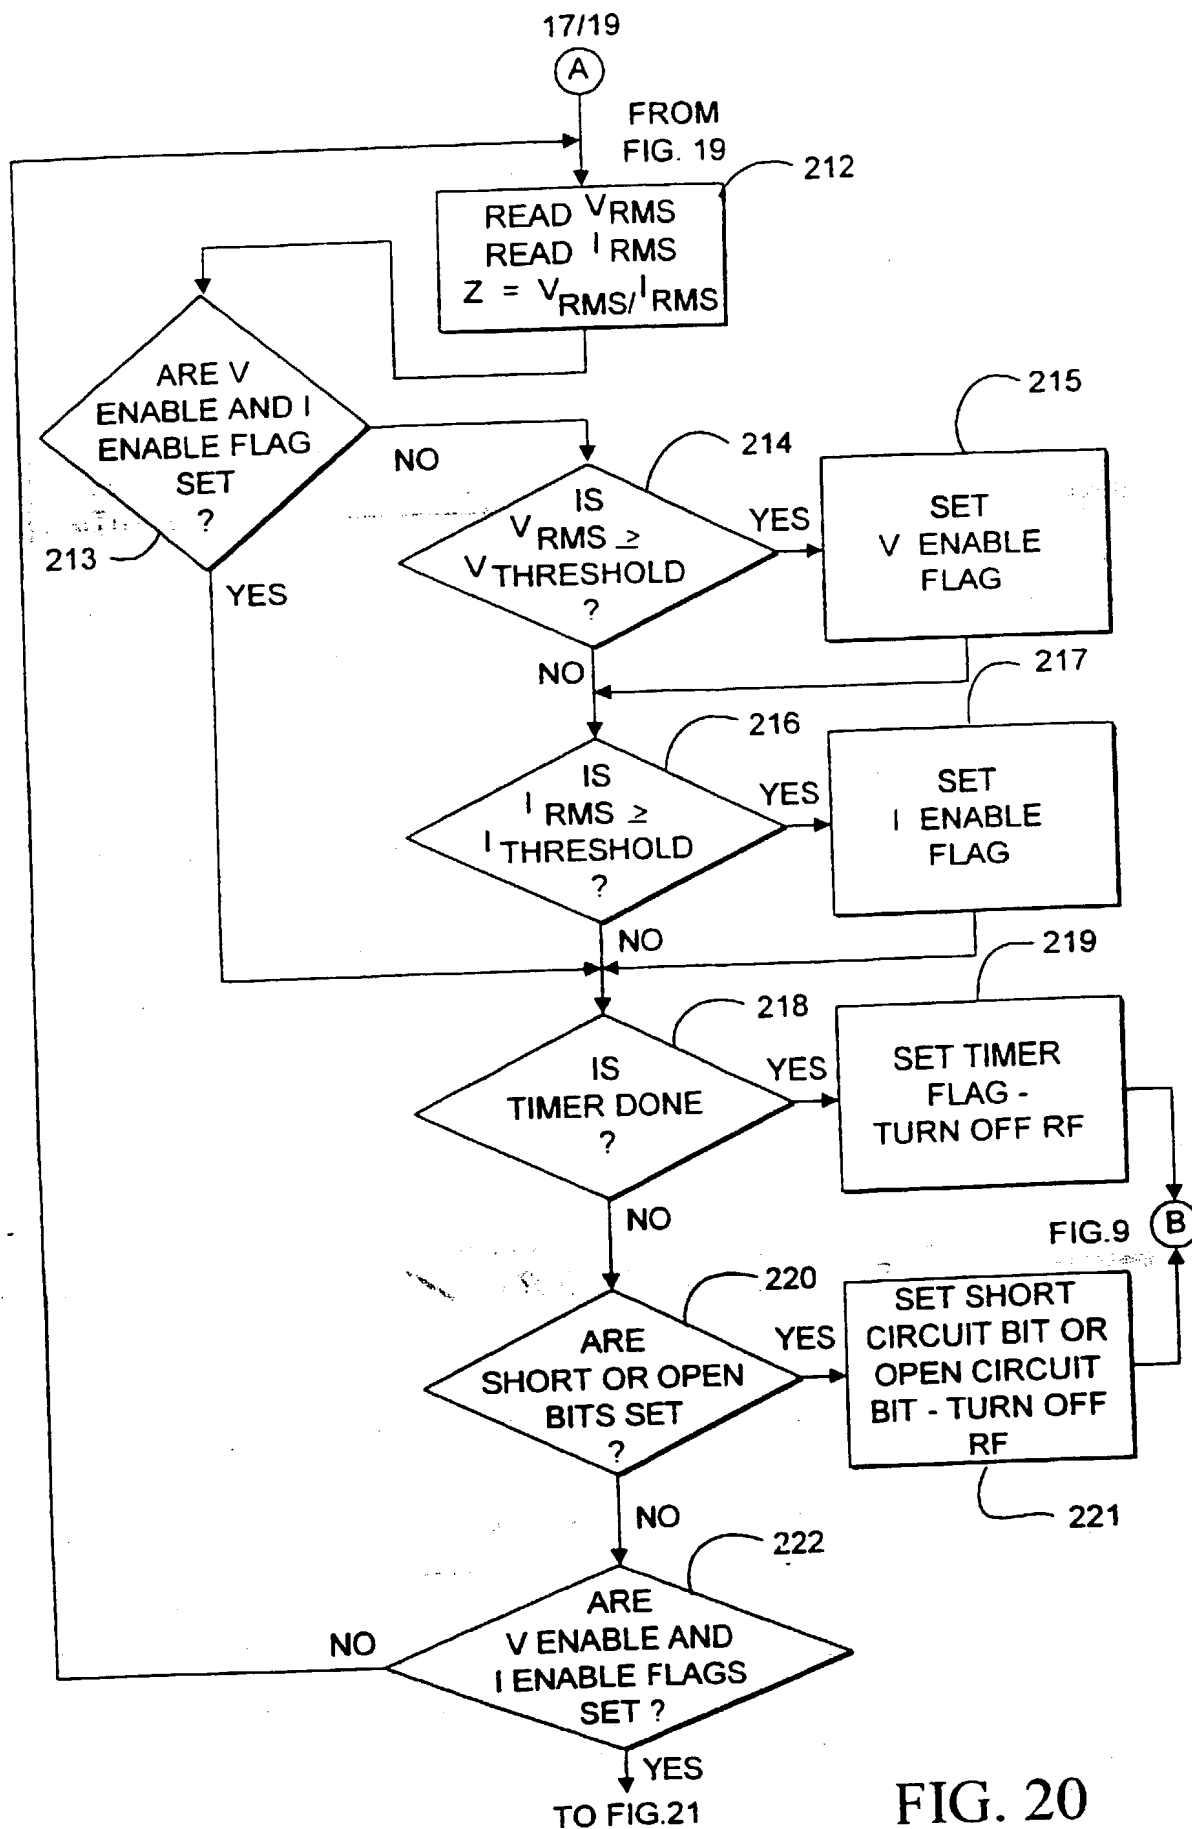 17/19
A
FROM
FIG. 19
212
READ VRMS
READ IRMS
Z = VRMS/IRMS
ARE V
ENABLE AND I
ENABLE FLAG
SET
?
213
NO
YES
214
IS
VRMS ≥
VTHRESHOLD
?
YES
NO
215
SET
V ENABLE
FLAG
216
IS
IRMS ≥
ITHRESHOLD
?
YES
NO
217
SET
I ENABLE
FLAG
218
IS
TIMER DONE
?
YES
NO
219
SET TIMER
FLAG -
TURN OFF RF
FIG.9
B
220
ARE
SHORT OR OPEN
BITS SET
?
YES
NO
SET SHORT
CIRCUIT BIT OR
OPEN CIRCUIT
BIT - TURN OFF
RF
221
222
ARE
V ENABLE AND
I ENABLE FLAGS
SET ?
NO
YES
TO FIG.21
FIG. 20